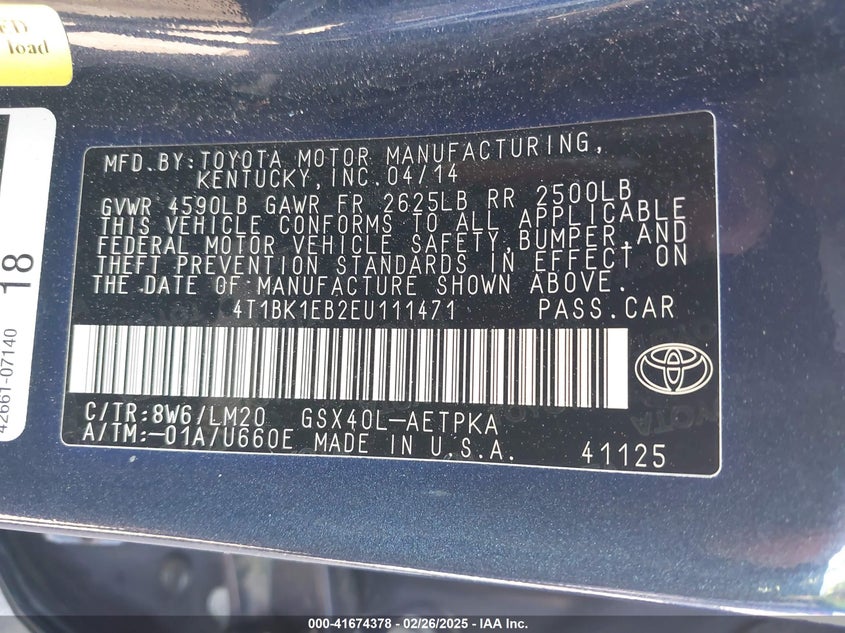 ED
load
42661-07140
18
MFD.BY:TOYOTA MOTOR MANUFACTURING,
KENTUCKY,INC.04/14
GVWR 4590LB GAWR FR 2625LB RR 2500LB
THIS VEHICLE CONFORMS TO ALL APPLICABLE
FEDERAL MOTOR VEHICLE SAFETY,BUMPER,AND
THEFT PREVENTION STANDARDS IN EFFECT ON
THE DATE OF MANUFACTURE SHOWN ABOVE.
4T1BK1EB2EU111471 PASS.CAR
C/TR:8W6/LM20 GSX40L-AETPKA
A/TM:-01A/U660E MADE IN U.S.A.
41125
000-41674378 - 02/26/2025 - IAA Inc.